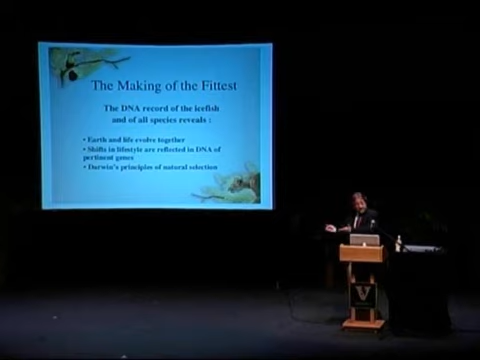 The Making of the Fittest
The DNA record of the icefish
and of all species reveals :
• Earth and life evolve together
• Shifts in lifestyle are reflected in DNA of
pertinent genes
• Darwin's principles of natural selection
V